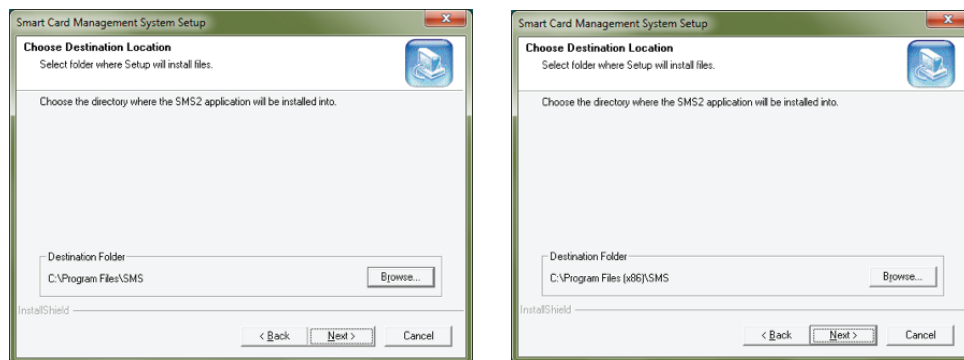 Smart Card Management System Setup
Choose Destination Location
Select folder where Setup will install files.
Choose the directory where the SMS2 application will be installed into.
Destination Folder
C:\Program Files\SMS
Browse...
InstallShield
< Back
Next >
Cancel
Smart Card Management System Setup
Choose Destination Location
Select folder where Setup will install files.
Choose the directory where the SMS2 application will be installed into.
Destination Folder
C:\Program Files (x86)\SMS
Browse...
InstallShield
< Back
Next >
Cancel